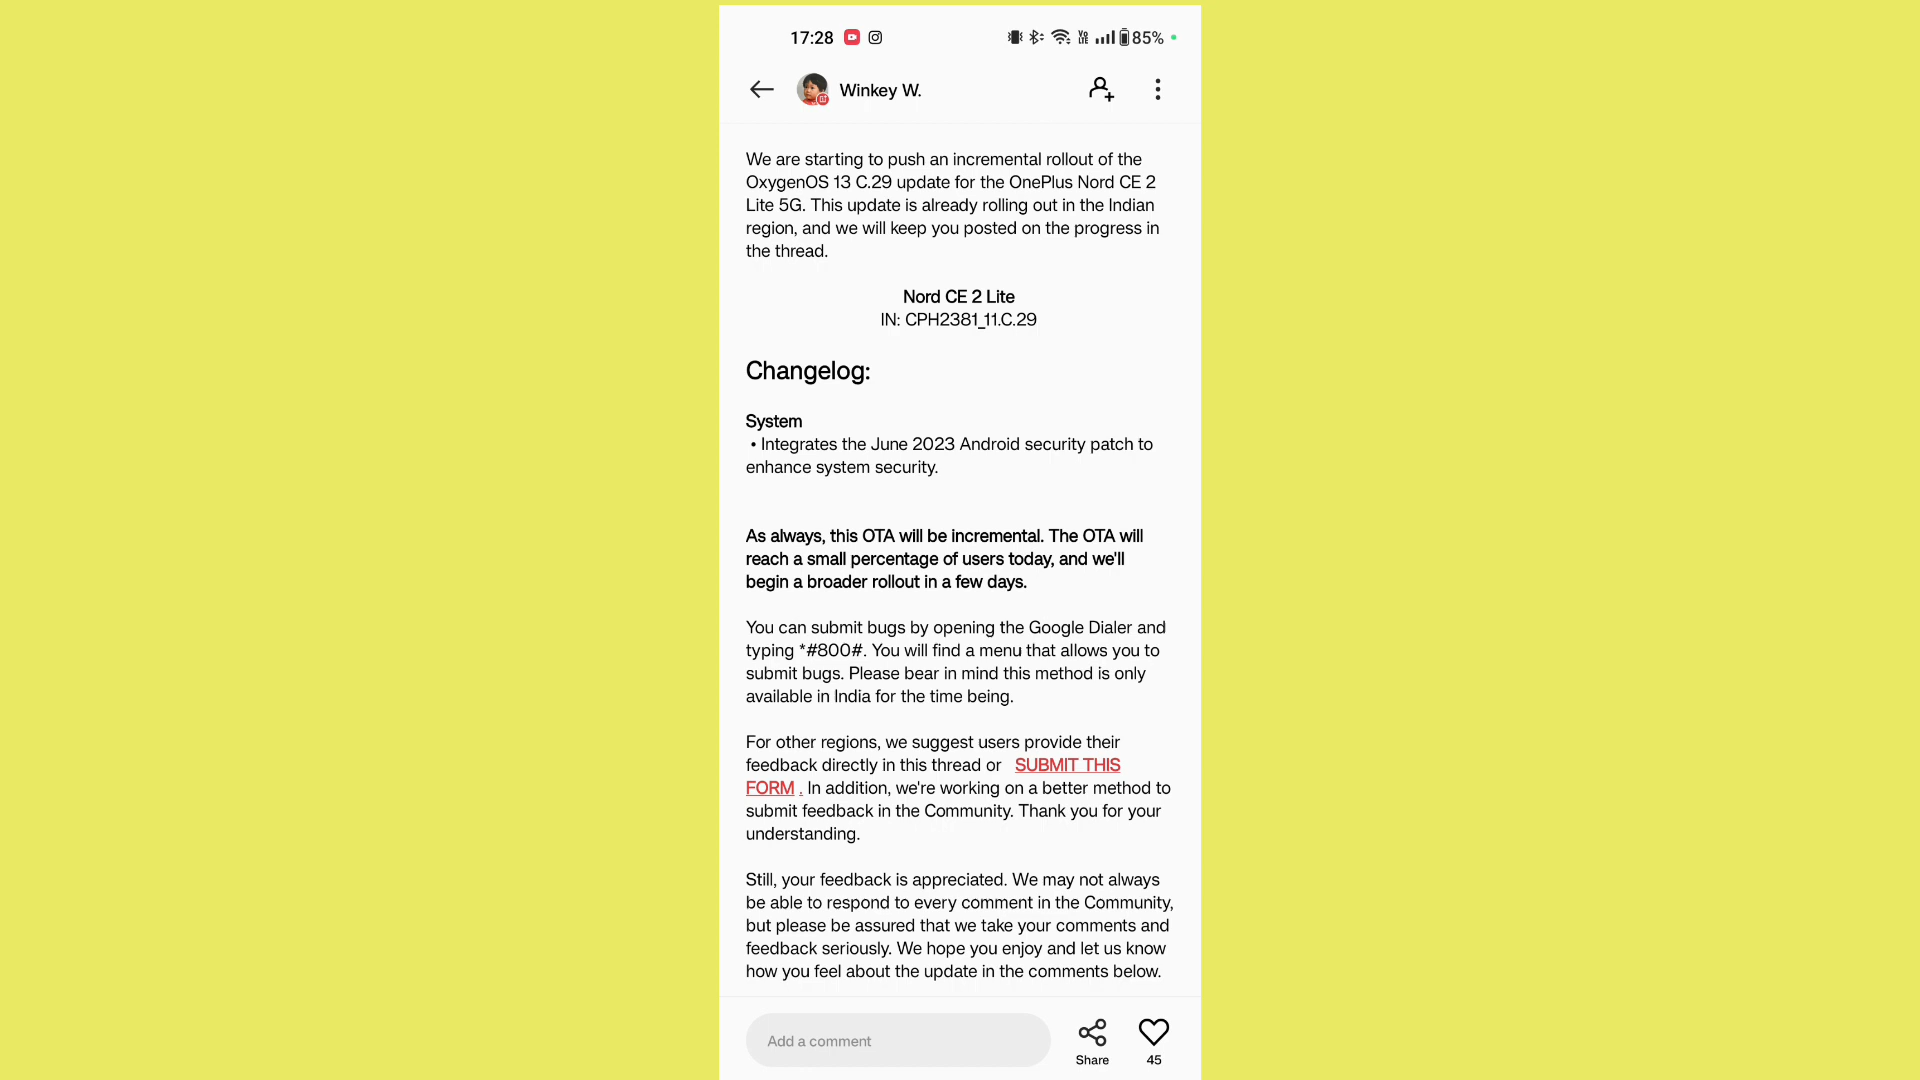 17:28 85%
Winkey W.
We are starting to push an incremental rollout of the
OxygenOS 13 C.29 update for the OnePlus Nord CE 2
Lite 5G. This update is already rolling out in the Indian
region, and we will keep you posted on the progress in
the thread.
Nord CE 2 Lite
IN: CPH2381_11.C.29
Changelog:
System
• Integrates the June 2023 Android security patch to
enhance system security.
As always, this OTA will be incremental. The OTA will
reach a small percentage of users today, and we'll
begin a broader rollout in a few days.
You can submit bugs by opening the Google Dialer and
typing *#800#. You will find a menu that allows you to
submit bugs. Please bear in mind this method is only
available in India for the time being.
For other regions, we suggest users provide their
feedback directly in this thread or SUBMIT THIS
FORM . In addition, we're working on a better method to
submit feedback in the Community. Thank you for your
understanding.
Still, your feedback is appreciated. We may not always
be able to respond to every comment in the Community,
but please be assured that we take your comments and
feedback seriously. We hope you enjoy and let us know
how you feel about the update in the comments below.
Add a comment
Share
45